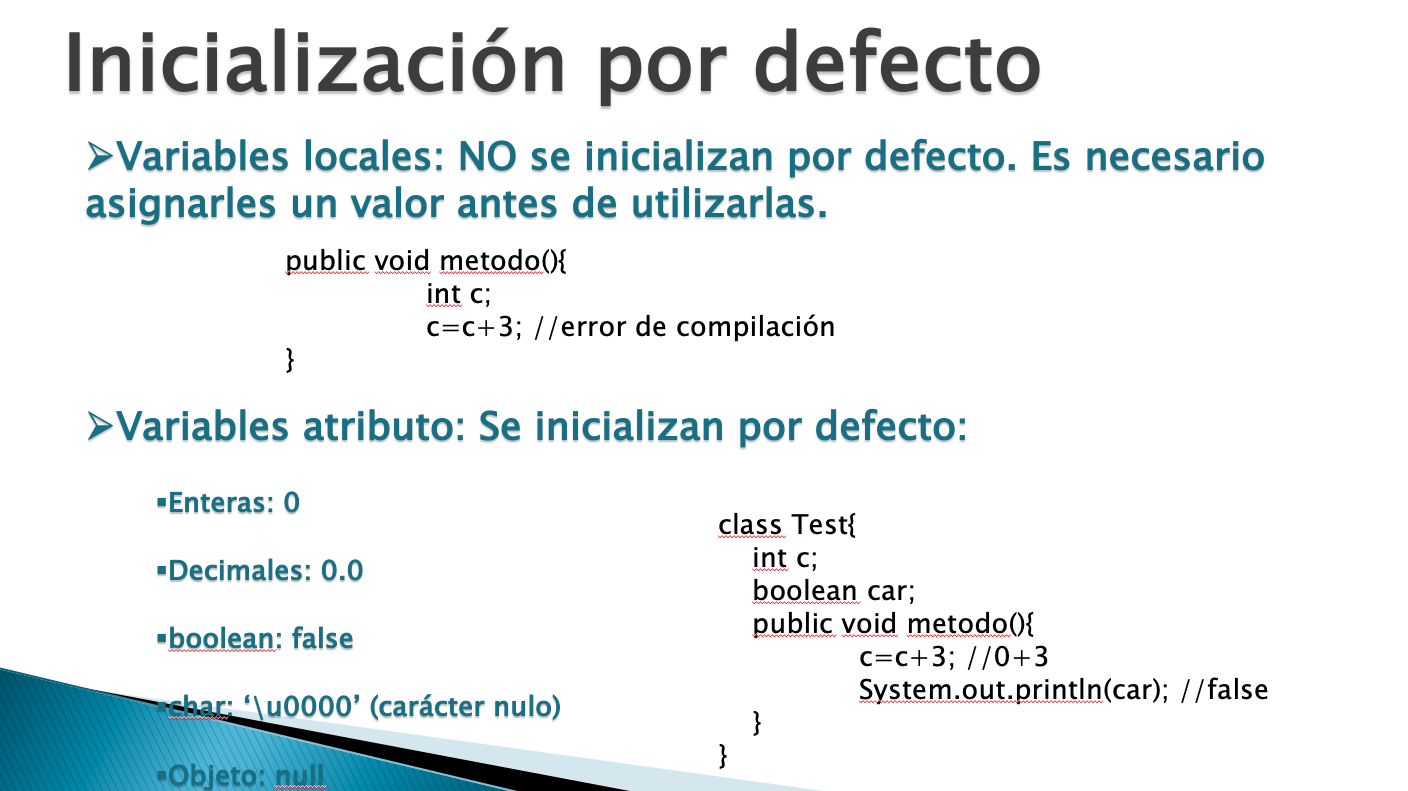 Inicialización por defecto
➢Variables locales: NO se inicializan por defecto. Es necesario
asignarles un valor antes de utilizarlas.
public void metodo(){
int c;
c=c+3; //error de compilación
}
➢Variables atributo: Se inicializan por defecto:
▪Enteras: 0
▪Decimales: 0.0
▪boolean: false
▪char: ‘\u0000’ (carácter nulo)
▪Objeto: null
class Test{
int c;
boolean car;
public void metodo(){
c=c+3; //0+3
System.out.println(car); //false
}
}